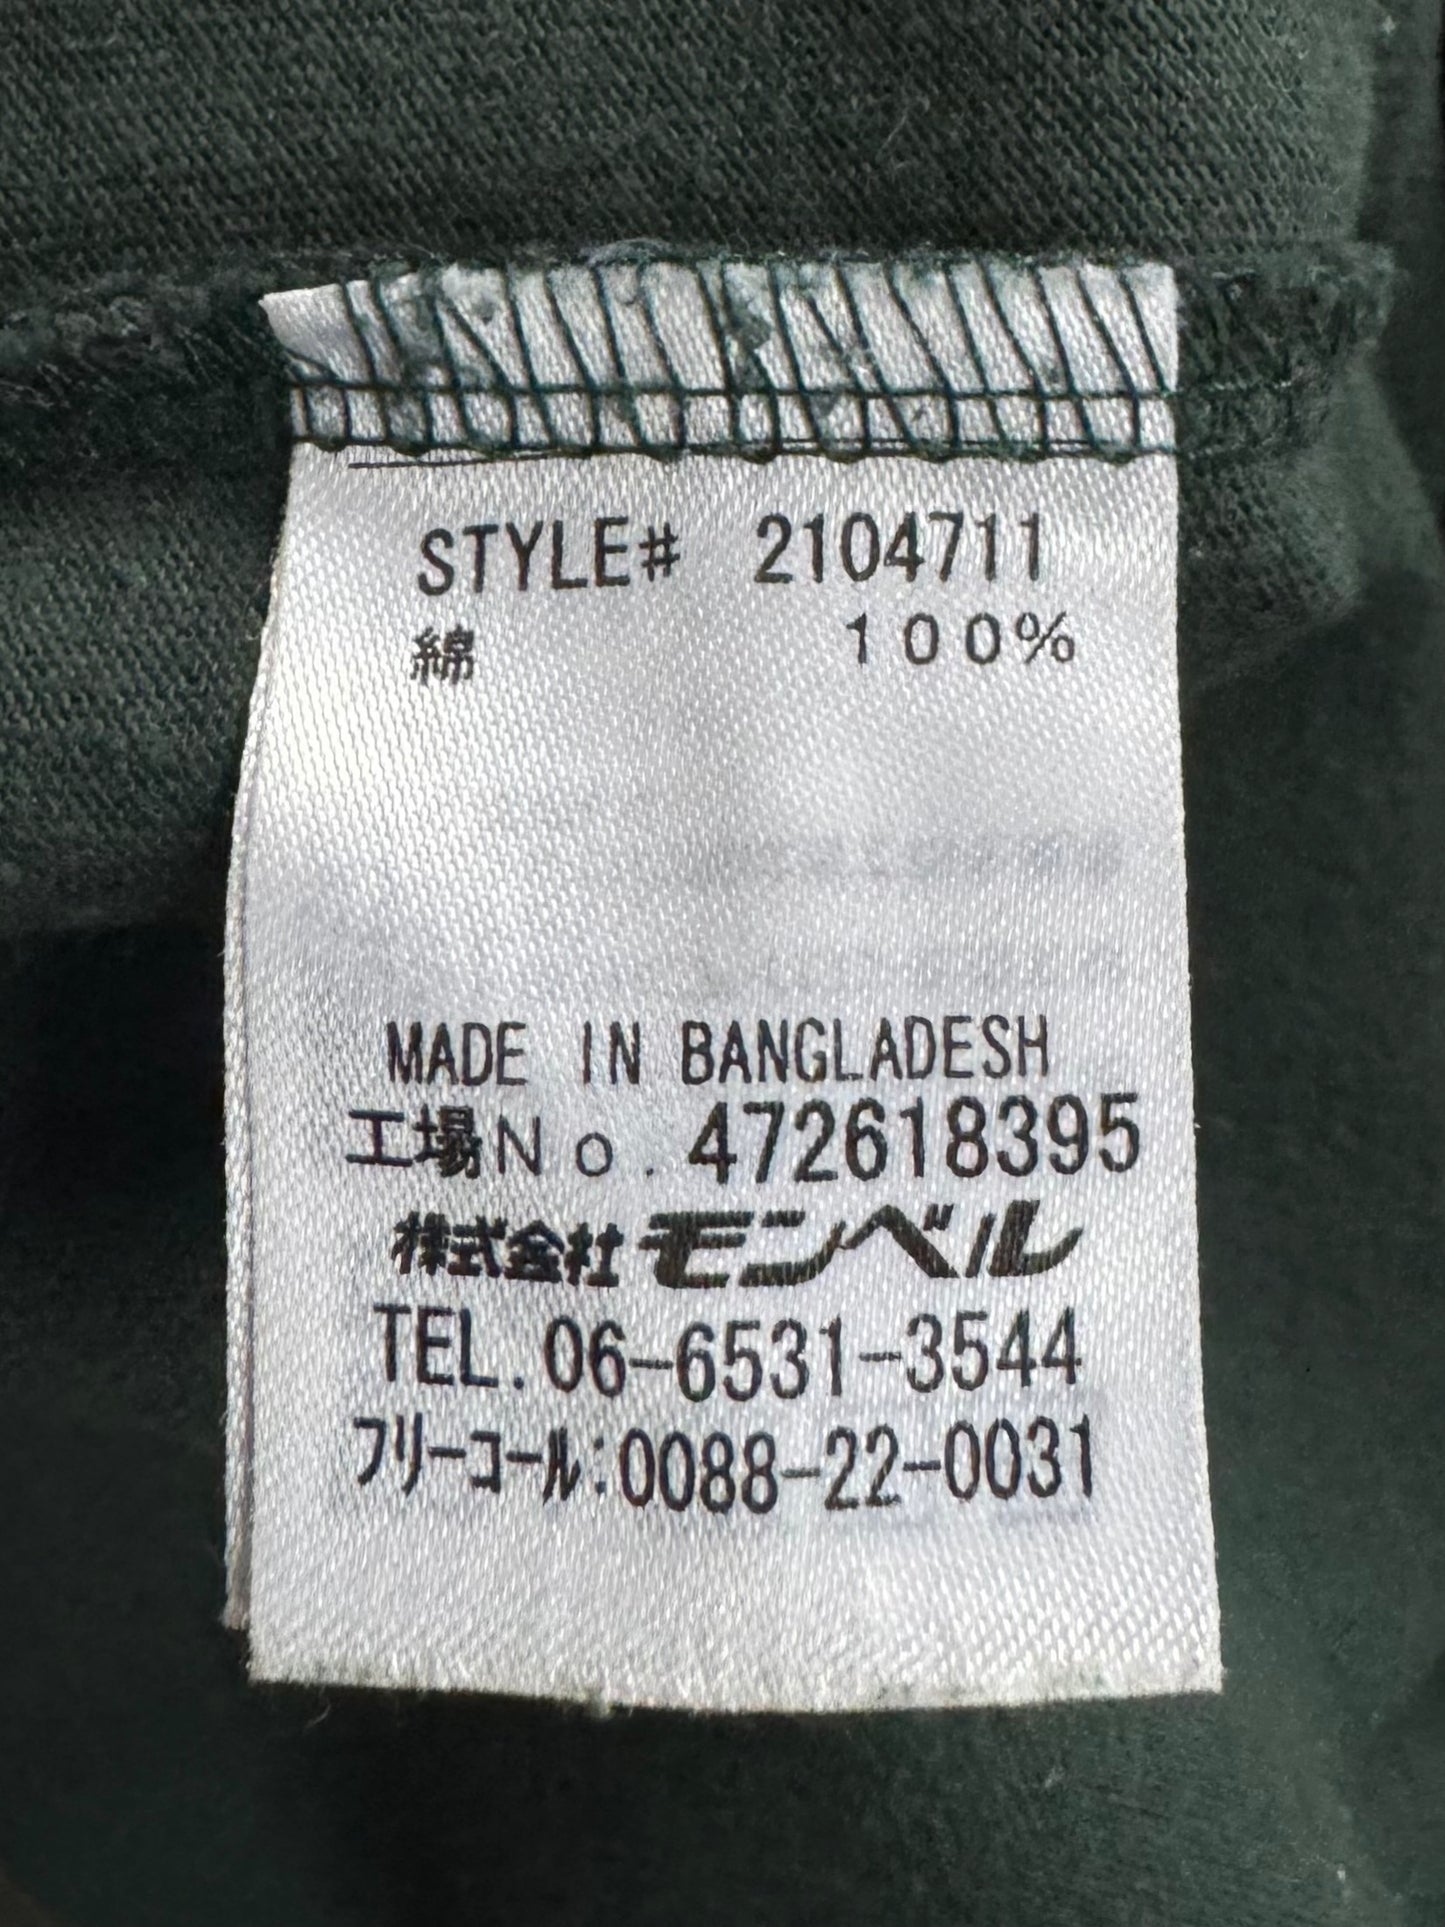 STYLE# 2104711
綿 100%
MADE IN BANGLADESH
工場No. 472618395
株式会社モンベル
TEL. 06-6531-3544
フリーコール:0088-22-0031